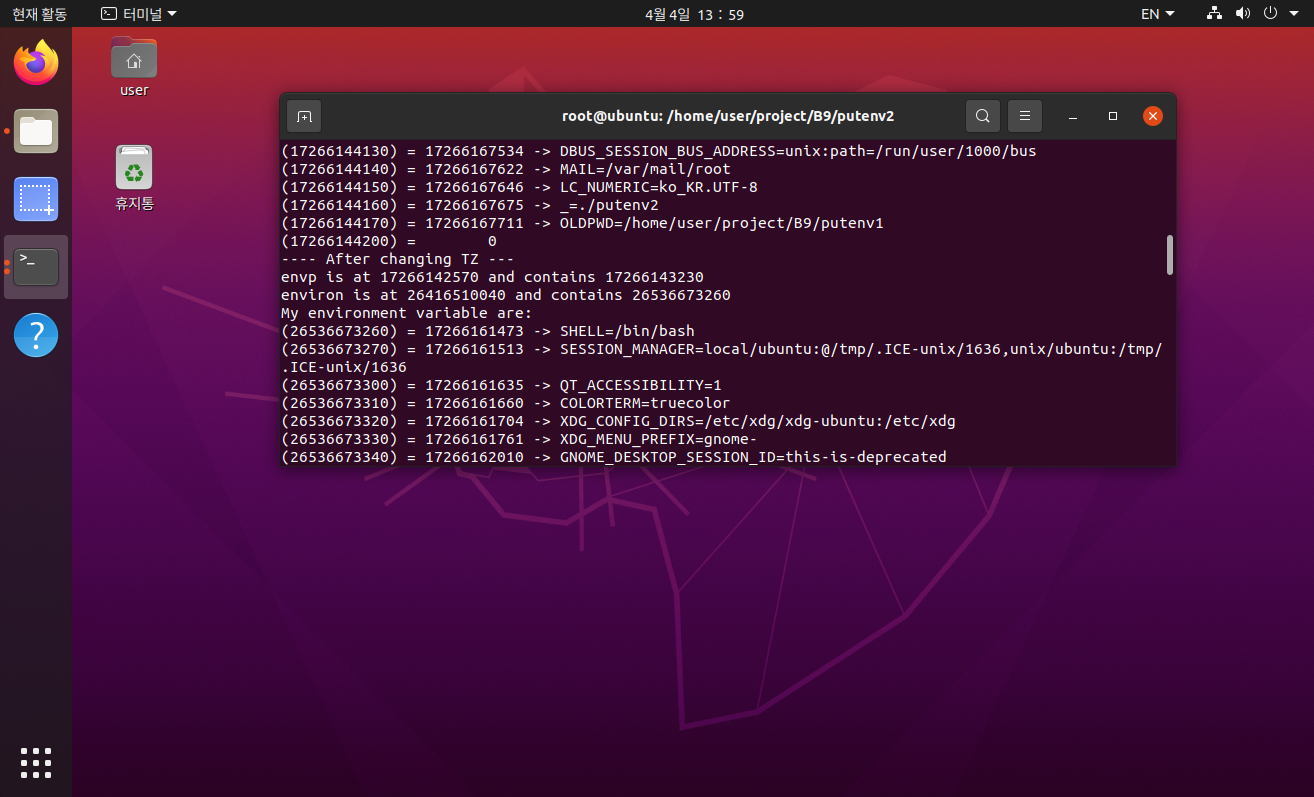 현재 활동
터미널
4월 4일 13 : 59
EN
user
휴지통
root@ubuntu: /home/user/project/B9/putenv2
(17266144130) = 17266167534 -> DBUS_SESSION_BUS_ADDRESS=unix:path=/run/user/1000/bus
(17266144140) = 17266167622 -> MAIL=/var/mail/root
(17266144150) = 17266167646 -> LC_NUMERIC=ko_KR.UTF-8
(17266144160) = 17266167675 -> _=./putenv2
(17266144170) = 17266167711 -> OLDPWD=/home/user/project/B9/putenv1
(17266144200) =        0
---- After changing TZ ---
envp is at 17266142570 and contains 17266143230
environ is at 26416510040 and contains 26536673260
My environment variable are:
(26536673260) = 17266161473 -> SHELL=/bin/bash
(26536673270) = 17266161513 -> SESSION_MANAGER=local/ubuntu:@/tmp/.ICE-unix/1636,unix/ubuntu:/tmp/
.ICE-unix/1636
(26536673300) = 17266161635 -> QT_ACCESSIBILITY=1
(26536673310) = 17266161660 -> COLORTERM=truecolor
(26536673320) = 17266161704 -> XDG_CONFIG_DIRS=/etc/xdg/xdg-ubuntu:/etc/xdg
(26536673330) = 17266161761 -> XDG_MENU_PREFIX=gnome-
(26536673340) = 17266162010 -> GNOME_DESKTOP_SESSION_ID=this-is-deprecated